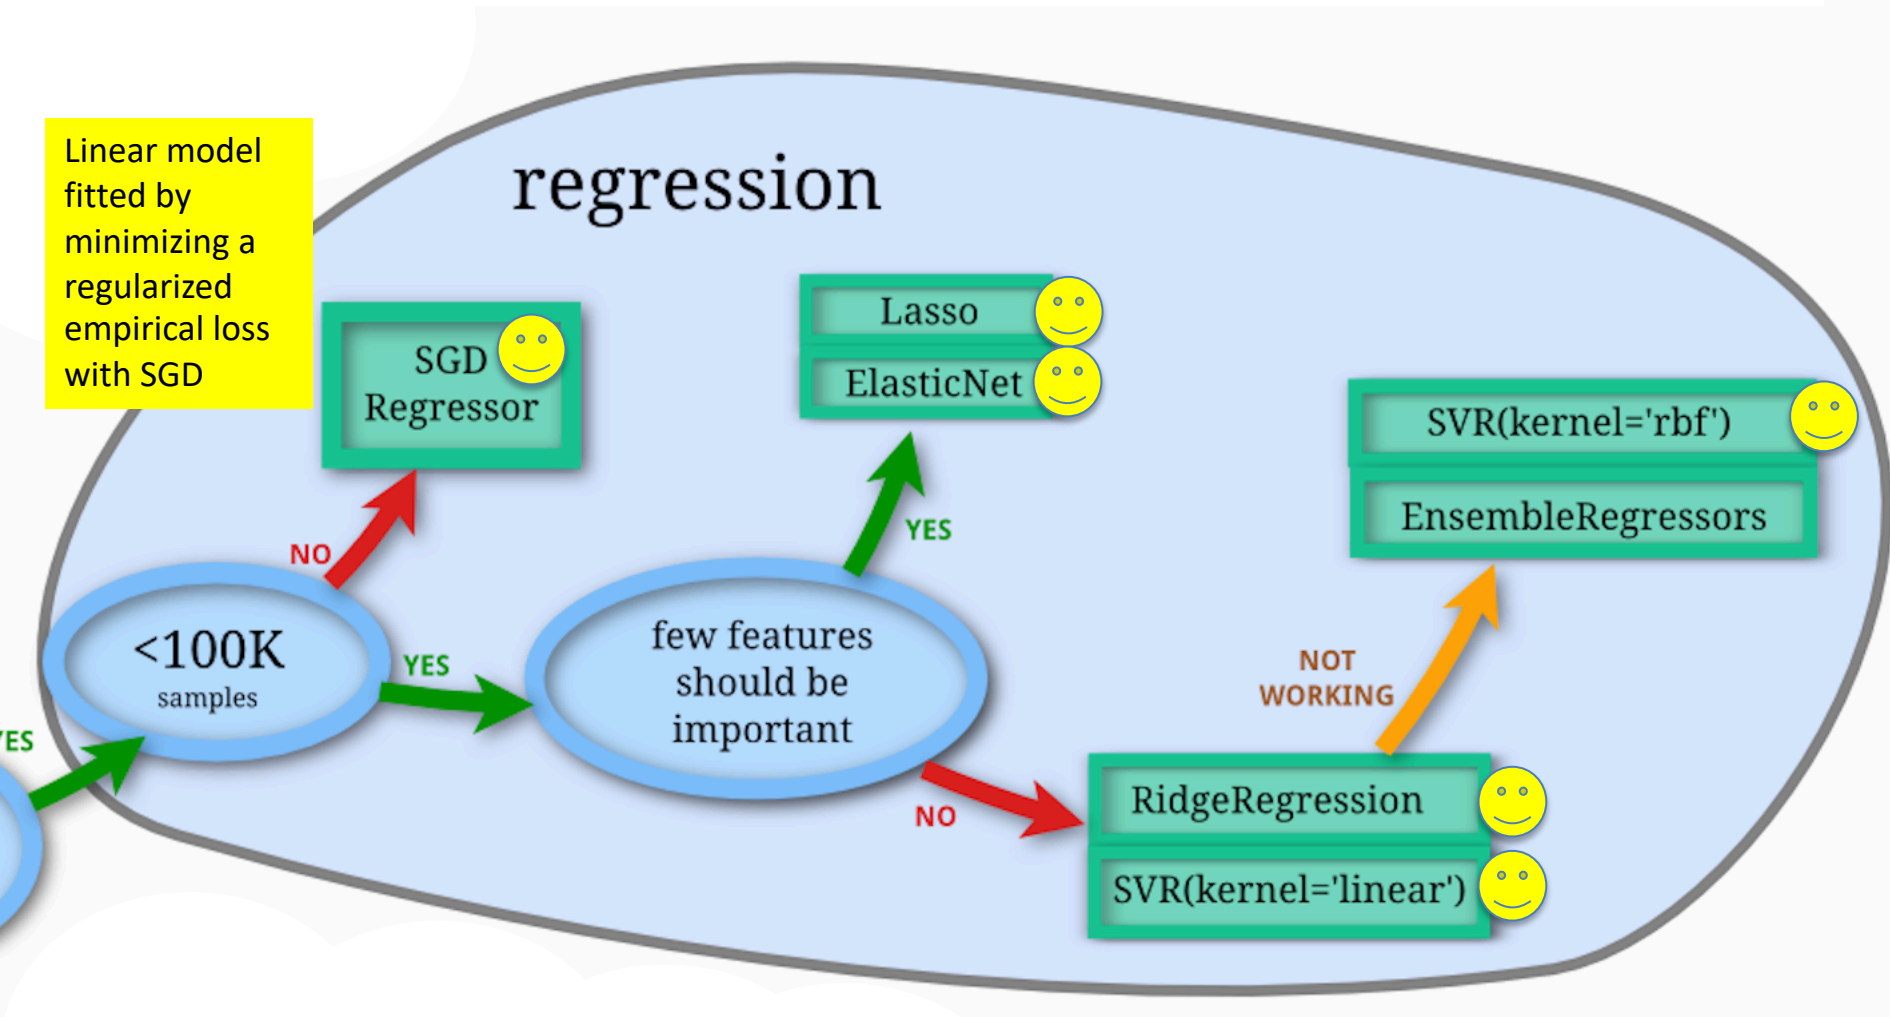 Linear model
fitted by
minimizing a
regularized
empirical loss
with SGD
regression
SGD
Regressor
Lasso
ElasticNet
SVR(kernel='rbf')
EnsembleRegressors
NO
YES
<100K
samples
YES
few features
should be
important
NOT
WORKING
YES
NO
RidgeRegression
SVR(kernel='linear')